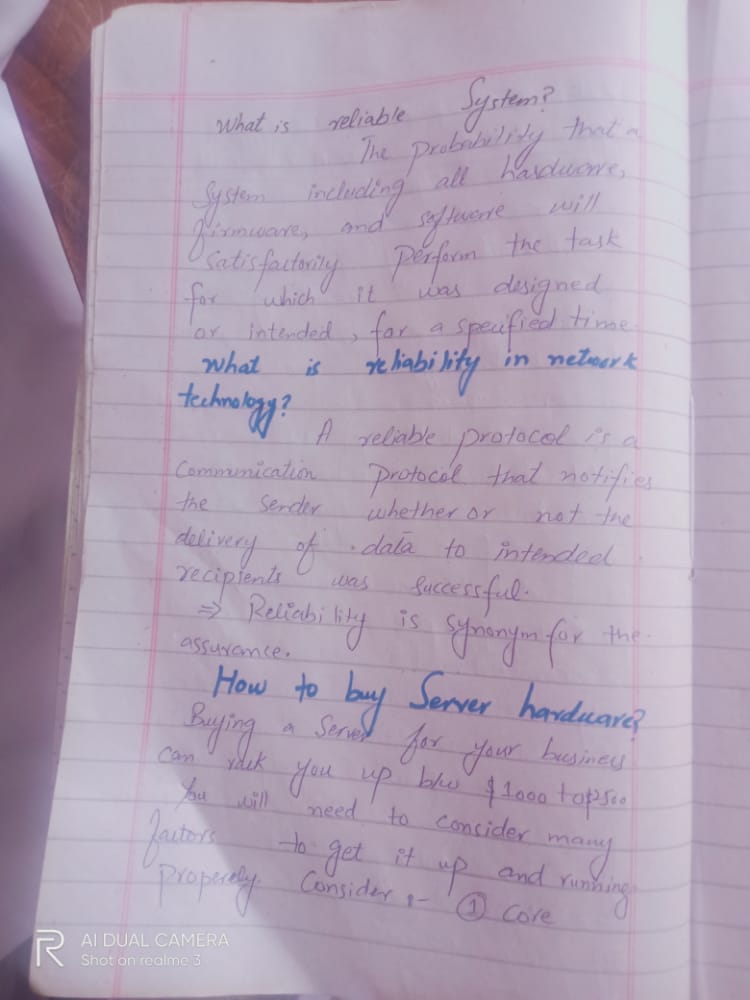 What is reliable System?
The Probability that a
System including all hardware,
firmware, and software will
Satisfactorily Perform the task
for which it was designed
or intended, for a specified time
What is reliability in network
technology?
A reliable protocol is a
Communication Protocol that notifies
the Sender whether or not the
delivery of data to intended
recipients was successful.
⇒ Reliability is synonym for the
assurance.
How to buy Server hardware?
Buying a Server for your business
can you up b/w $1000 to
You will need to consider many
factors to get it up and running
Properely Consider :- ① Core
AI DUAL CAMERA
Shot on realme 3